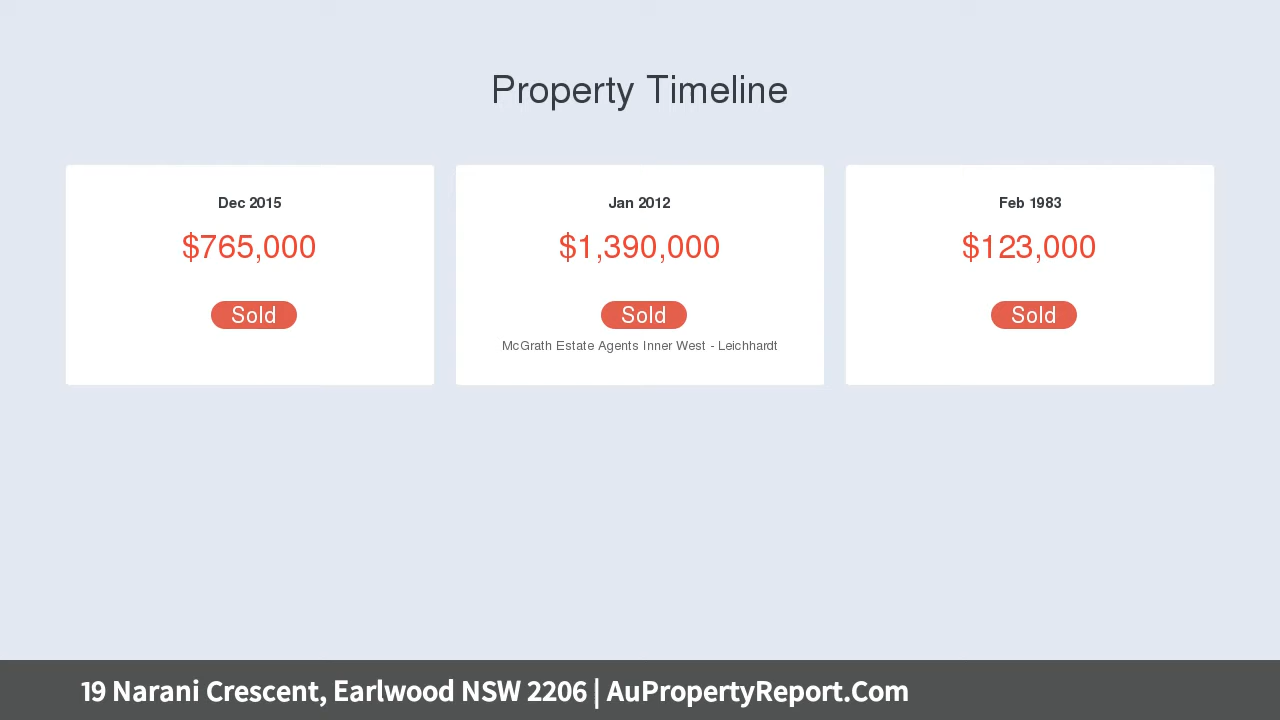 Property Timeline
Dec 2015
$765,000
Sold
Jan 2012
$1,390,000
Sold
McGrath Estate Agents Inner West - Leichhardt
Feb 1983
$123,000
Sold
19 Narani Crescent, Earlwood NSW 2206 | AuPropertyReport.Com